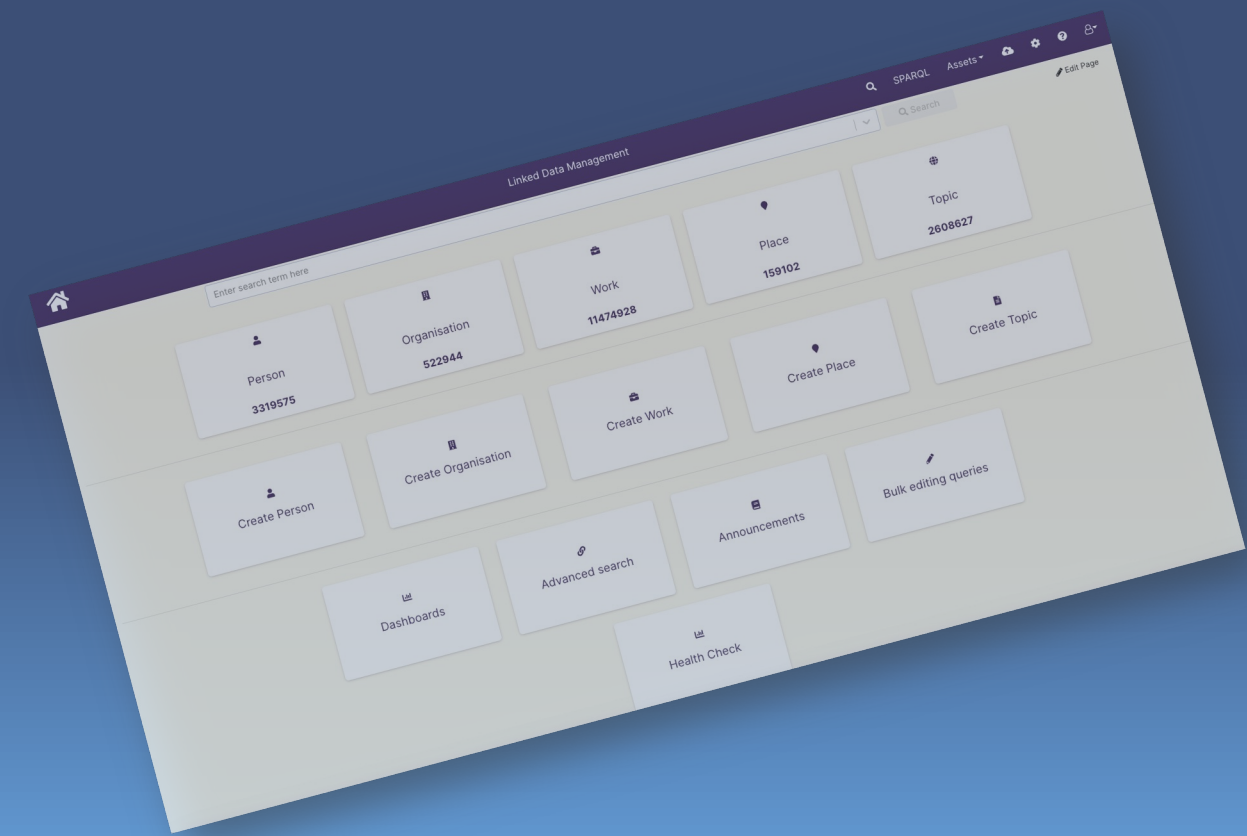 SPARQL
Assets
Edit Page
Linked Data Management
Enter search term here
Search
Person
3319575
Organisation
522944
Work
11474928
Place
159102
Topic
2608627
Create Person
Create Organisation
Create Work
Create Place
Create Topic
Dashboards
Advanced search
Announcements
Bulk editing queries
Health Check